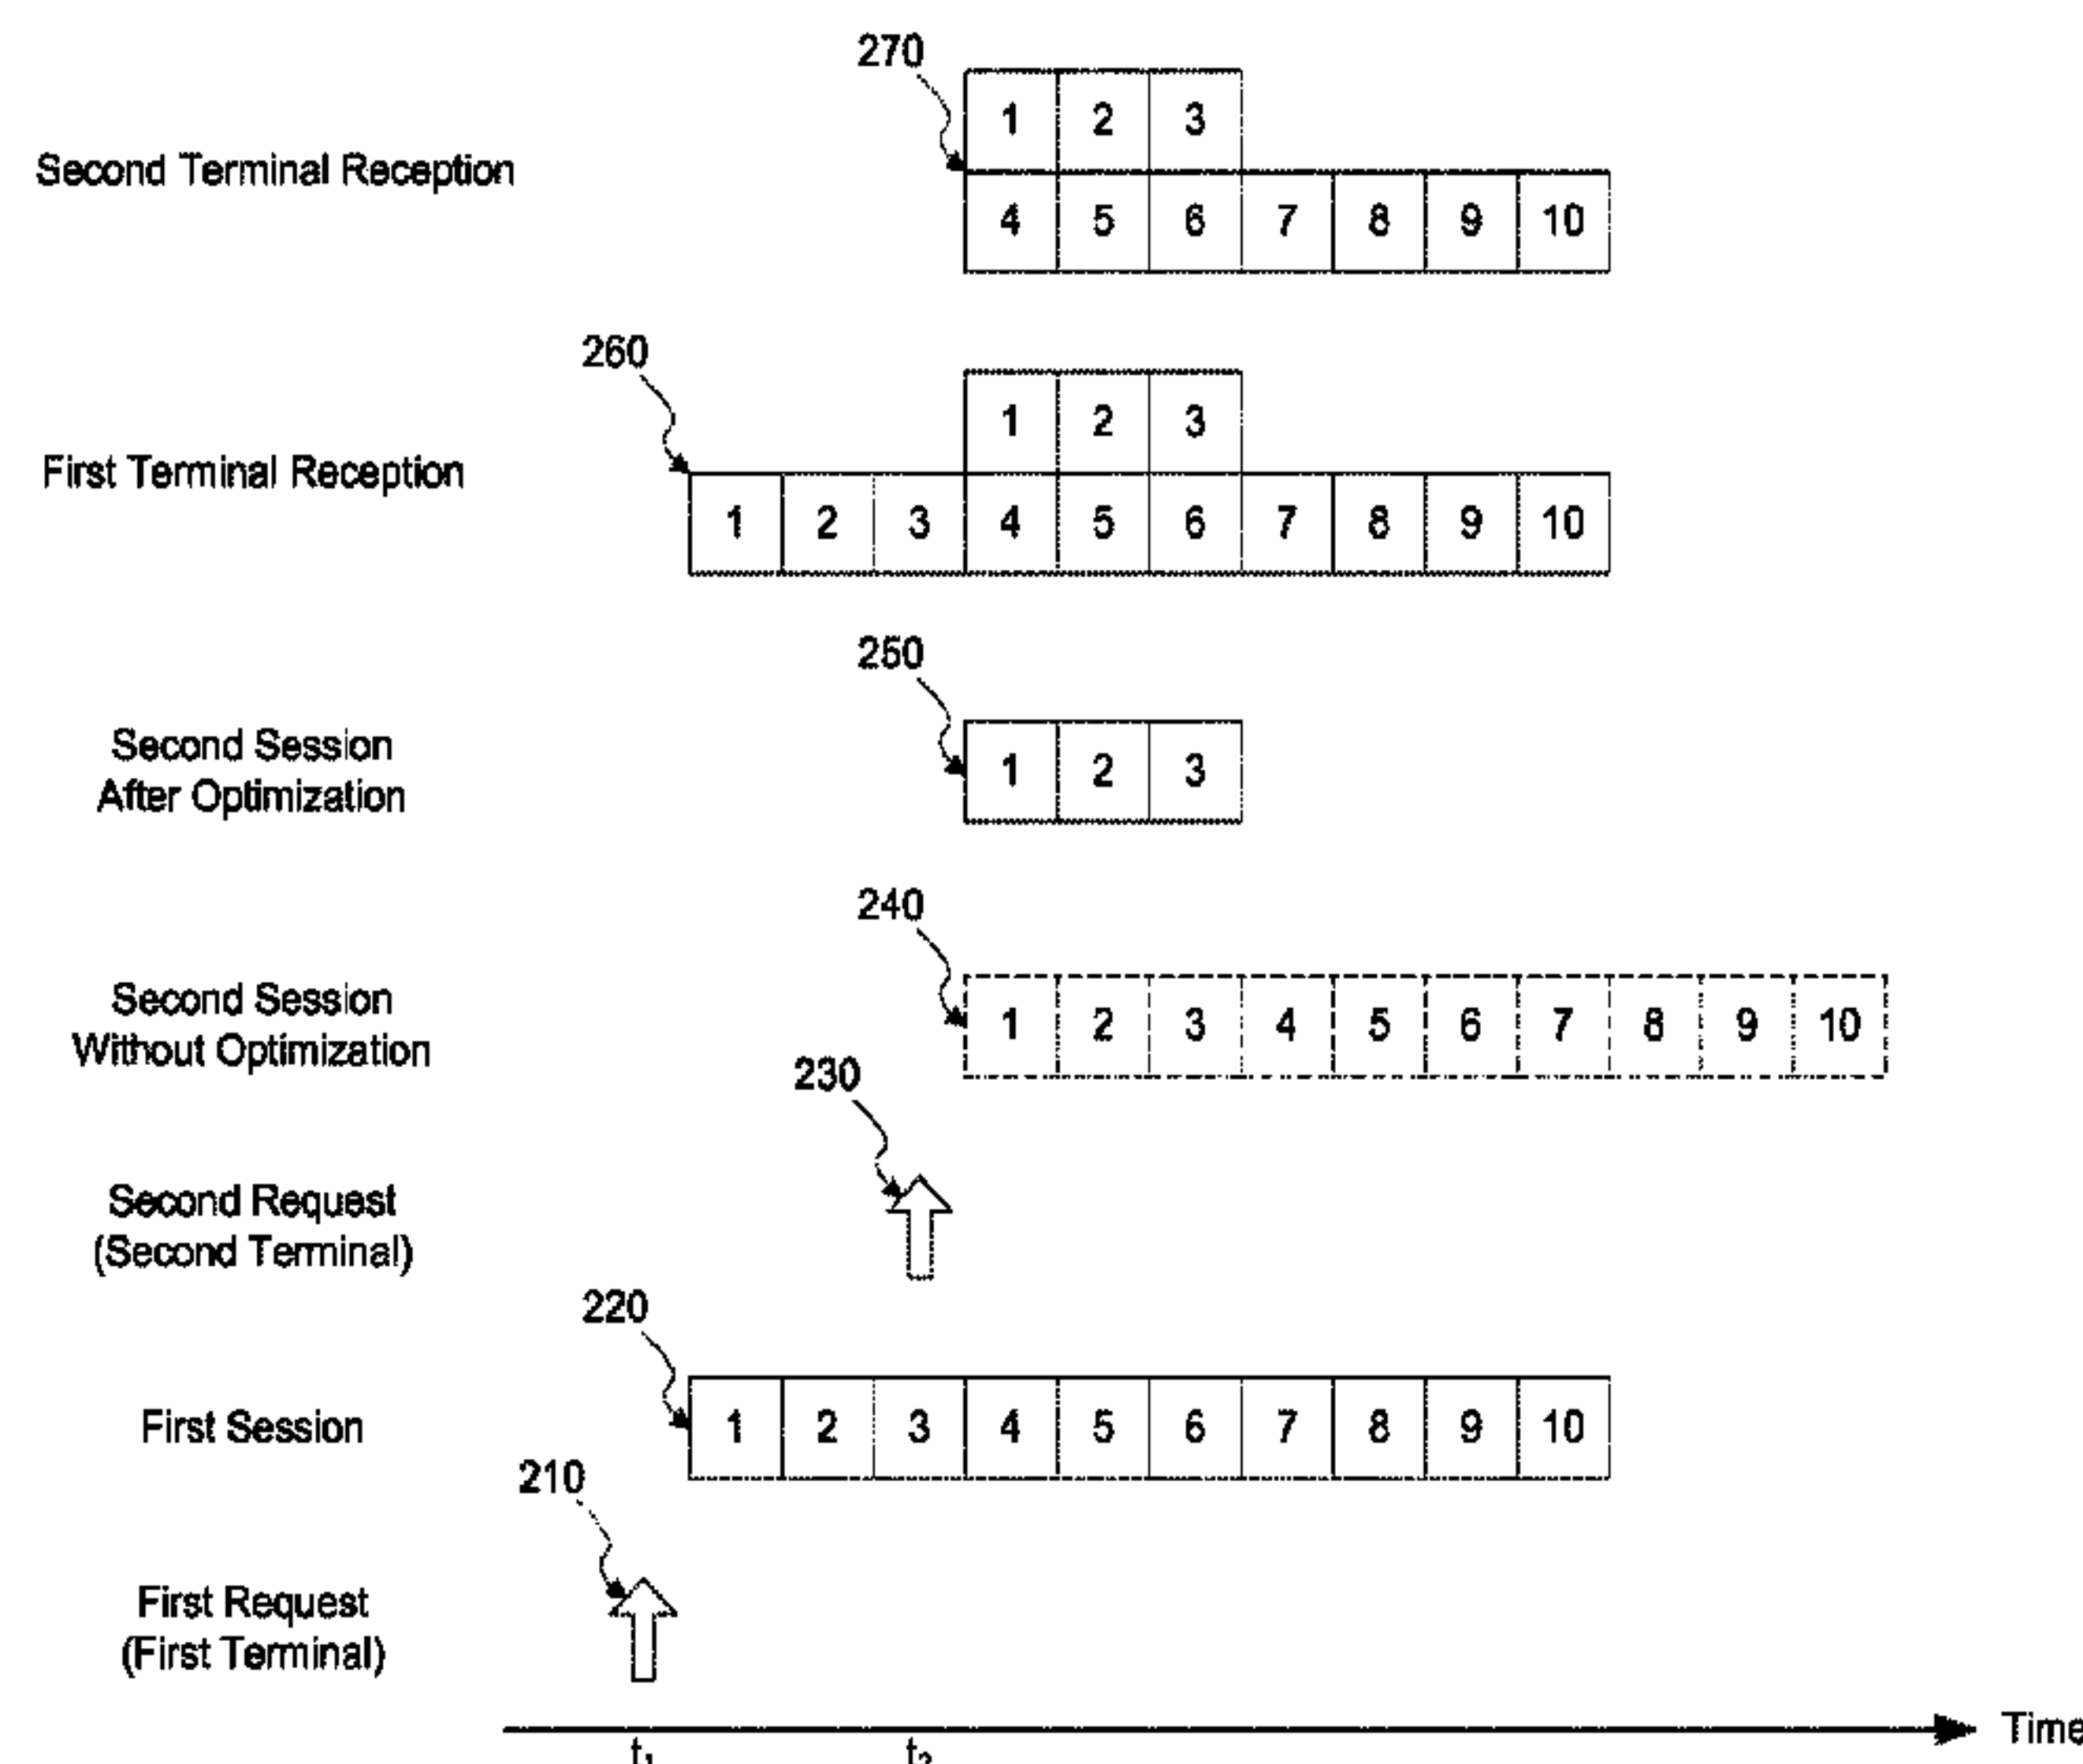 270
1 2 3
Second Terminal Reception
4 5 6 7 8 9 10
260
1 2 3
First Terminal Reception
1 2 3 4 5 6 7 8 9 10
250
Second Session
After Optimization
1 2 3
240
Second Session
Without Optimization
1 2 3 4 5 6 7 8 9 10
230
Second Request
(Second Terminal)
220
First Session
1 2 3 4 5 6 7 8 9 10
210
First Request
(First Terminal)
Time
t₁ t₂